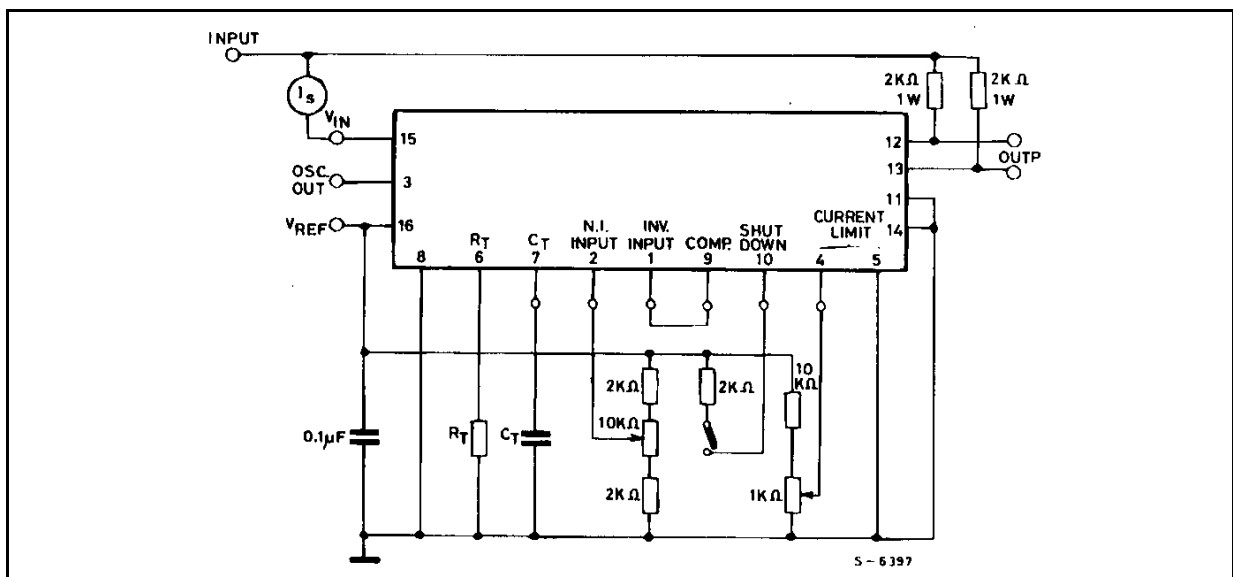 INPUT
Is
VIN
15
OSC.
OUT
3
VREF
16
2KΩ
1W
2KΩ
1W
12
13
OUTP
11
14
8
RT
6
CT
7
N.I.
INPUT
2
INV.
INPUT
1
COMP.
9
SHUT
DOWN
10
CURRENT
LIMIT
4
5
0.1μF
RT
CT
2KΩ
10KΩ
2KΩ
2KΩ
10
KΩ
1KΩ
S-6397